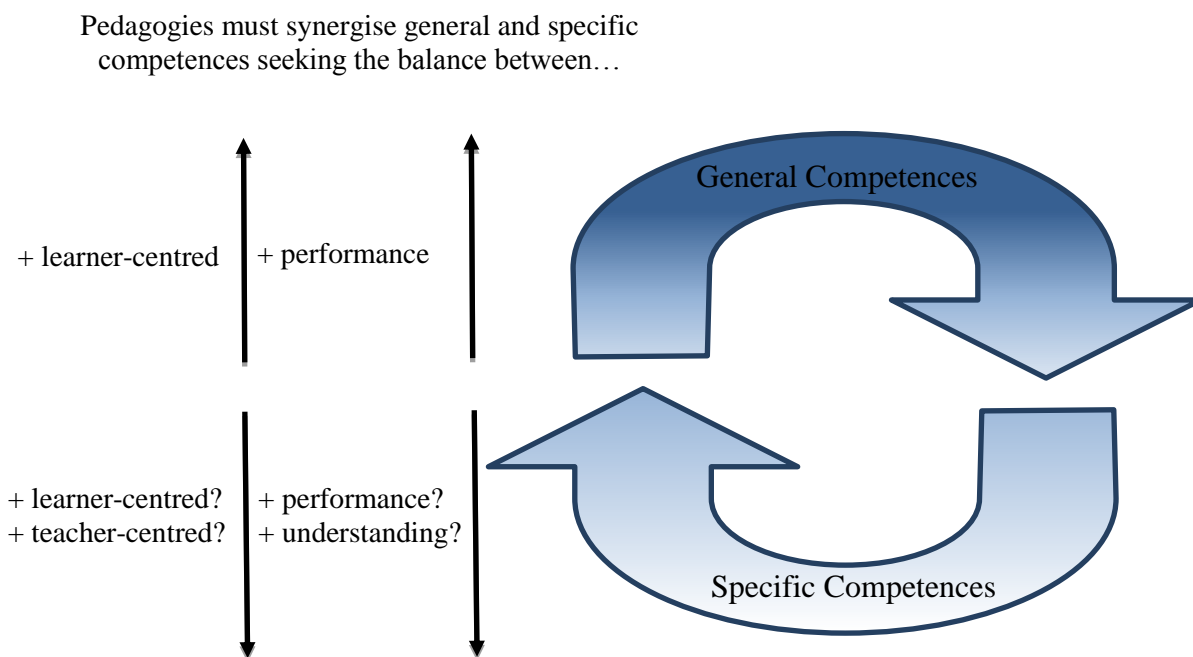 Pedagogies must synergise general and specific
competences seeking the balance between…
General Competences
+ learner-centred
+ performance
+ learner-centred?
+ teacher-centred?
+ performance?
+ understanding?
Specific Competences